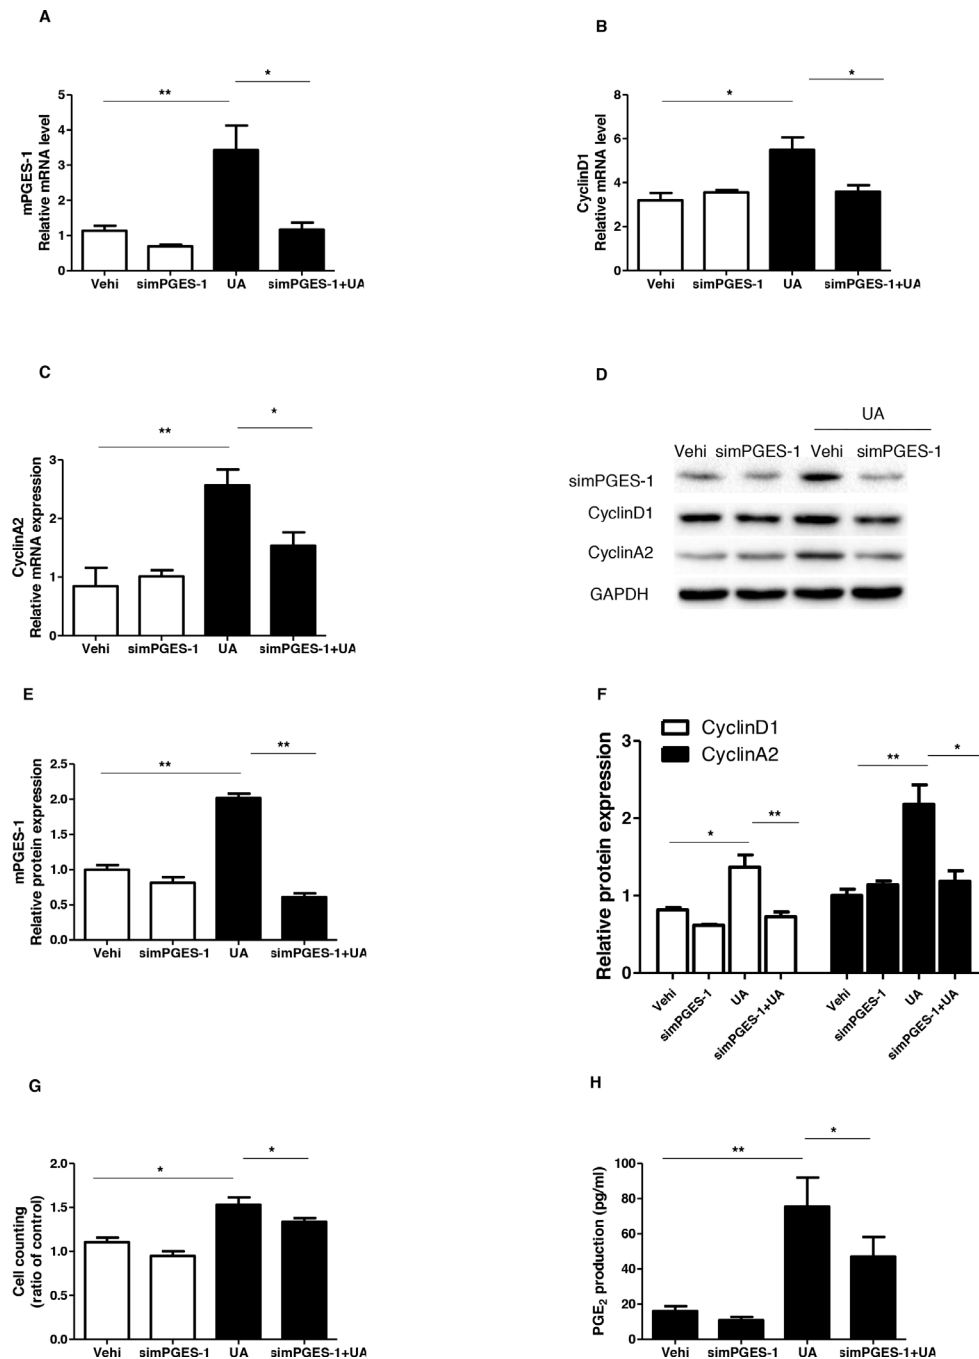 A
** *
mPGES-1
Relative mRNA level
5
4
3
2
1
0
Vehi simPGES-1 UA simPGES-1+UA
B
* *
CyclinD1
Relative mRNA level
8
6
4
2
0
Vehi simPGES-1 UA simPGES-1+UA
C
** *
CyclinA2
Relative mRNA expression
3
2
1
0
Vehi simPGES-1 UA simPGES-1+UA
D
UA
Vehi simPGES-1 Vehi simPGES-1
simPGES-1
CyclinD1
CyclinA2
GAPDH
E
** **
mPGES-1
Relative protein expression
2.5
2.0
1.5
1.0
0.5
0.0
Vehi simPGES-1 UA simPGES-1+UA
F
CyclinD1
CyclinA2
* ** ** *
Relative protein expression
3
2
1
0
Vehi simPGES-1 UA simPGES-1+UA Vehi simPGES-1 UA simPGES-1+UA
G
* *
Cell counting
(ratio of control)
2.0
1.5
1.0
0.5
0.0
Vehi simPGES-1 UA simPGES-1+UA
H
** *
PGE₂ production (pg/ml)
100
80
60
40
20
0
Vehi simPGES-1 UA simPGES-1+UA